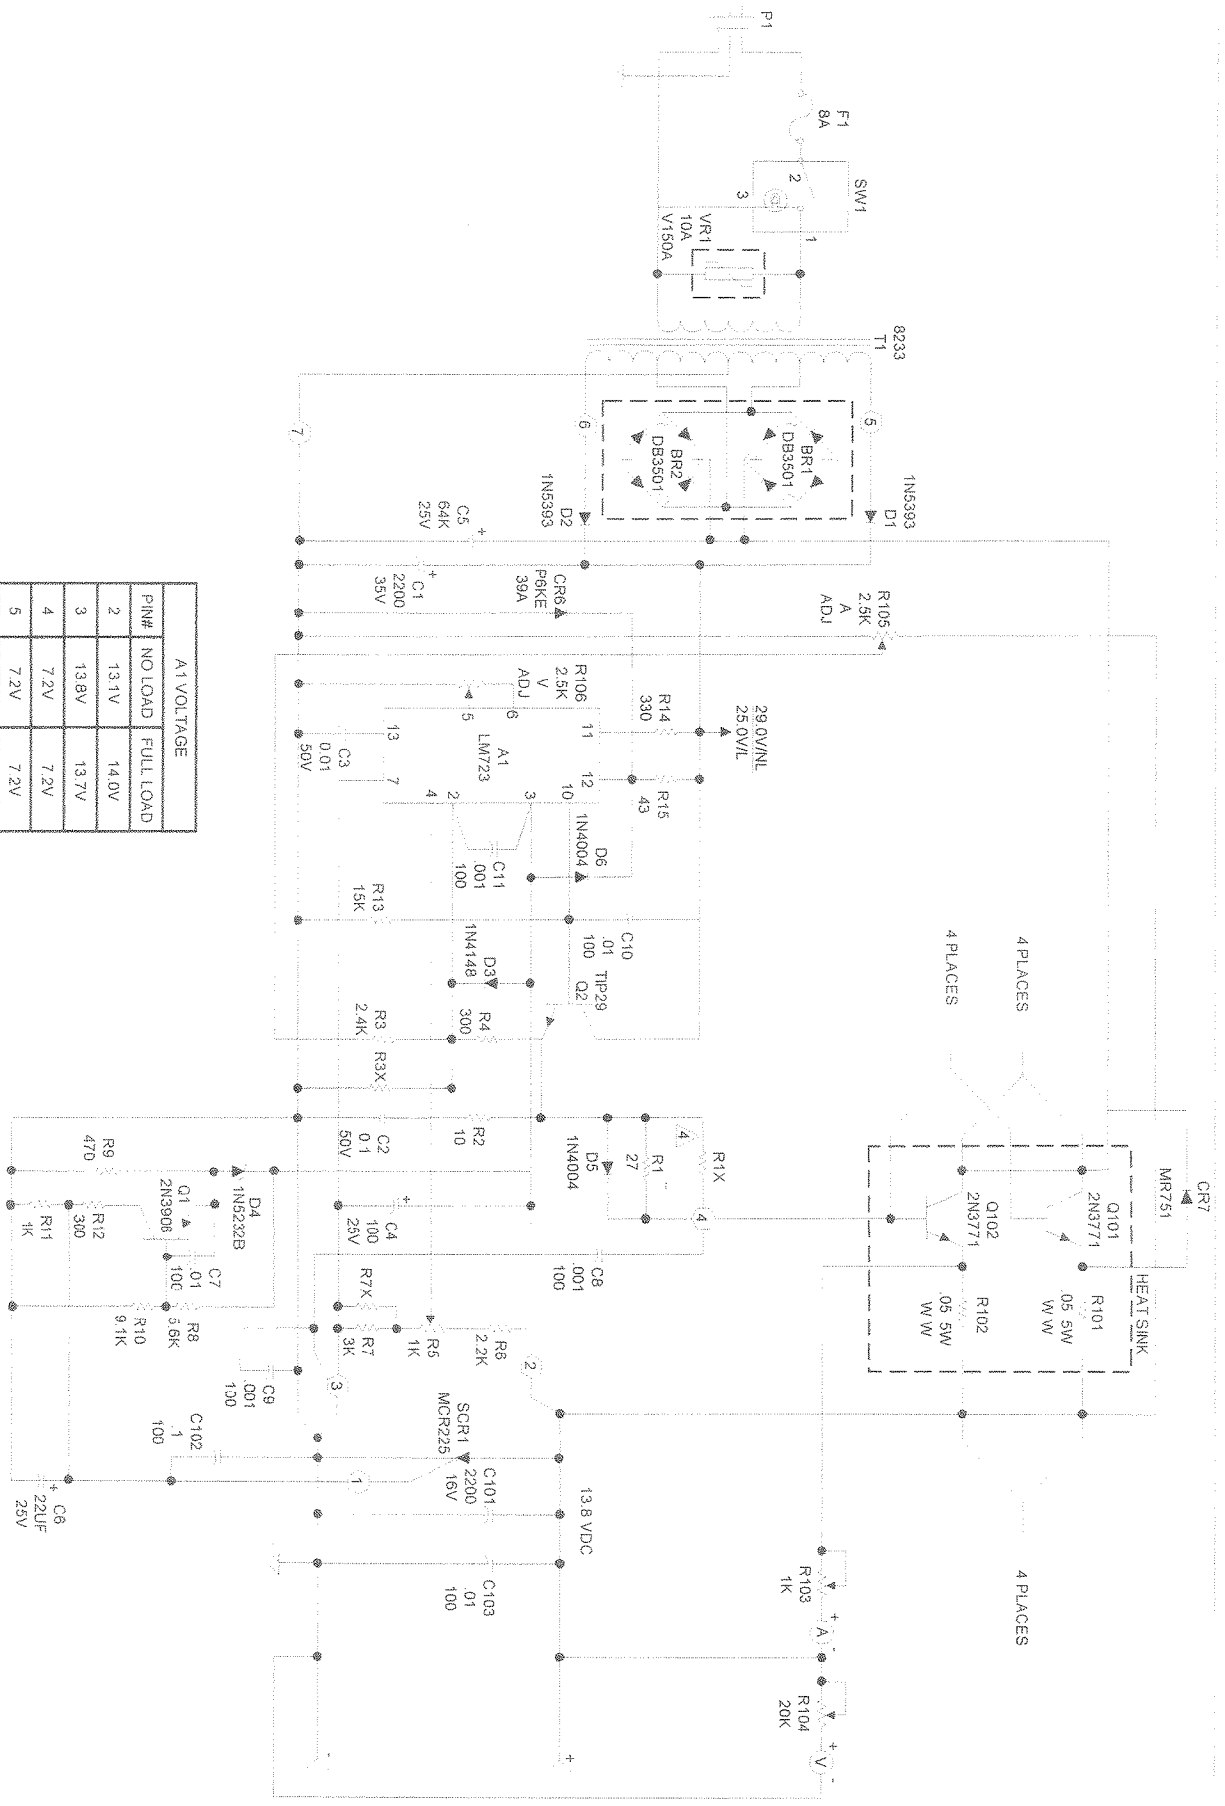 P1
F1
8A
SW1
2
3
1
VR1
10A
V150A
8233
T1
5
6
7
BR1
DB3501
BR2
DB3501
1N5393
D1
D2
1N5393
C5
64K
25V
+
C1
2200
35V
+
CR6
P6KE
39A
R105
2.5K
A
ADJ
R106
2.5K
V
ADJ
R14
330
29.0V/NL
25.0V/L
R15
43
A1
LM723
11
12
10
3
2
4
5
6
13
7
C3
0.01
50V
C11
.001
100
D6
1N4004
R13
15K
C10
.01
100
D3
1N4148
TIP29
Q2
R3
2.4K
R4
300
R3X
R2
10
C2
0.1
50V
R1X
4
R1
27
D5
1N4004
4
C4
100
25V
+
C8
.001
100
R9
470
D4
1N5232B
Q1
2N3906
R12
300
R11
1K
C7
.01
100
R8
5.6K
R10
9.1K
R7X
R7
3K
R5
1K
R6
2.2K
2
3
C9
.001
100
SCR1
MCR225
1
C102
.1
100
C6
22UF
25V
+
C101
2200
16V
C103
.01
100
13.8 VDC
4 PLACES
4 PLACES
4 PLACES
CR7
MR751
HEAT SINK
Q101
2N3771
Q102
2N3771
R101
.05 5W
W W
R102
.05 5W
W W
R103
1K
+ A -
R104
20K
+ V -
+
-
A1 VOLTAGE
PIN# NO LOAD FULL LOAD
2 13.1V 14.0V
3 13.8V 13.7V
4 7.2V 7.2V
5 7.2V 7.2V